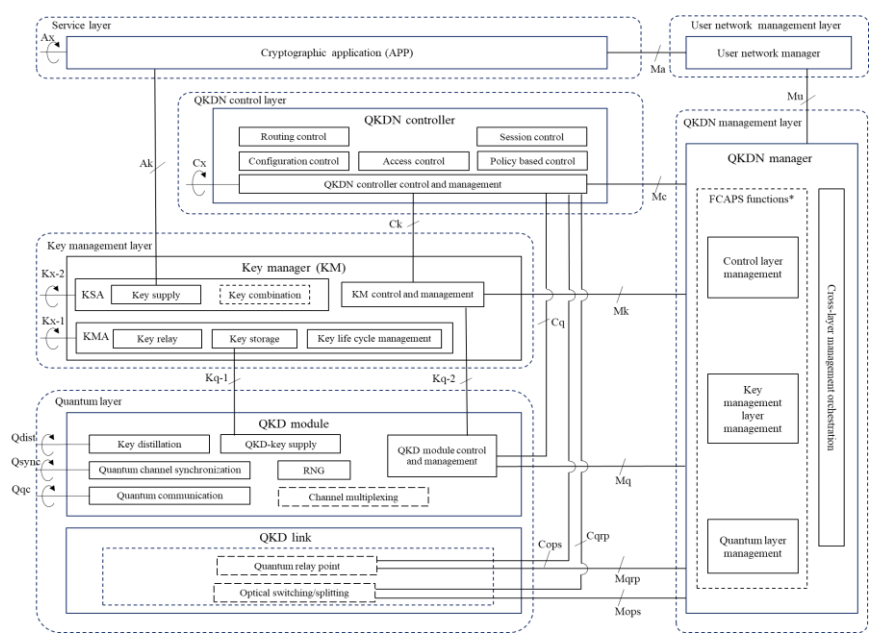 Service layer
User network management layer
Ax
Cryptographic application (APP)
User network manager
Ma
QKDN control layer
Mu
QKDN management layer
QKDN controller
Routing control
Session control
QKDN manager
Ak
Cx
Configuration control
Access control
Policy based control
QKDN controller control and management
Mc
FCAPS functions*
Ck
Key management layer
Key manager (KM)
Control layer
management
Kx-2
KSA
Key supply
Key combination
KM control and management
Mk
Kx-1
KMA
Key relay
Key storage
Key life cycle management
Cq
Cross-layer management orchestration
Kq-1
Kq-2
Key
management
layer
management
Quantum layer
QKD module
Qdist
Key distillation
QKD-key supply
QKD module control
and management
Qsync
Quantum channel synchronization
RNG
Mq
Qqc
Quantum communication
Channel multiplexing
QKD link
Cops
Cqrp
Quantum layer
management
Quantum relay point
Mqrp
Optical switching/splitting
Mops